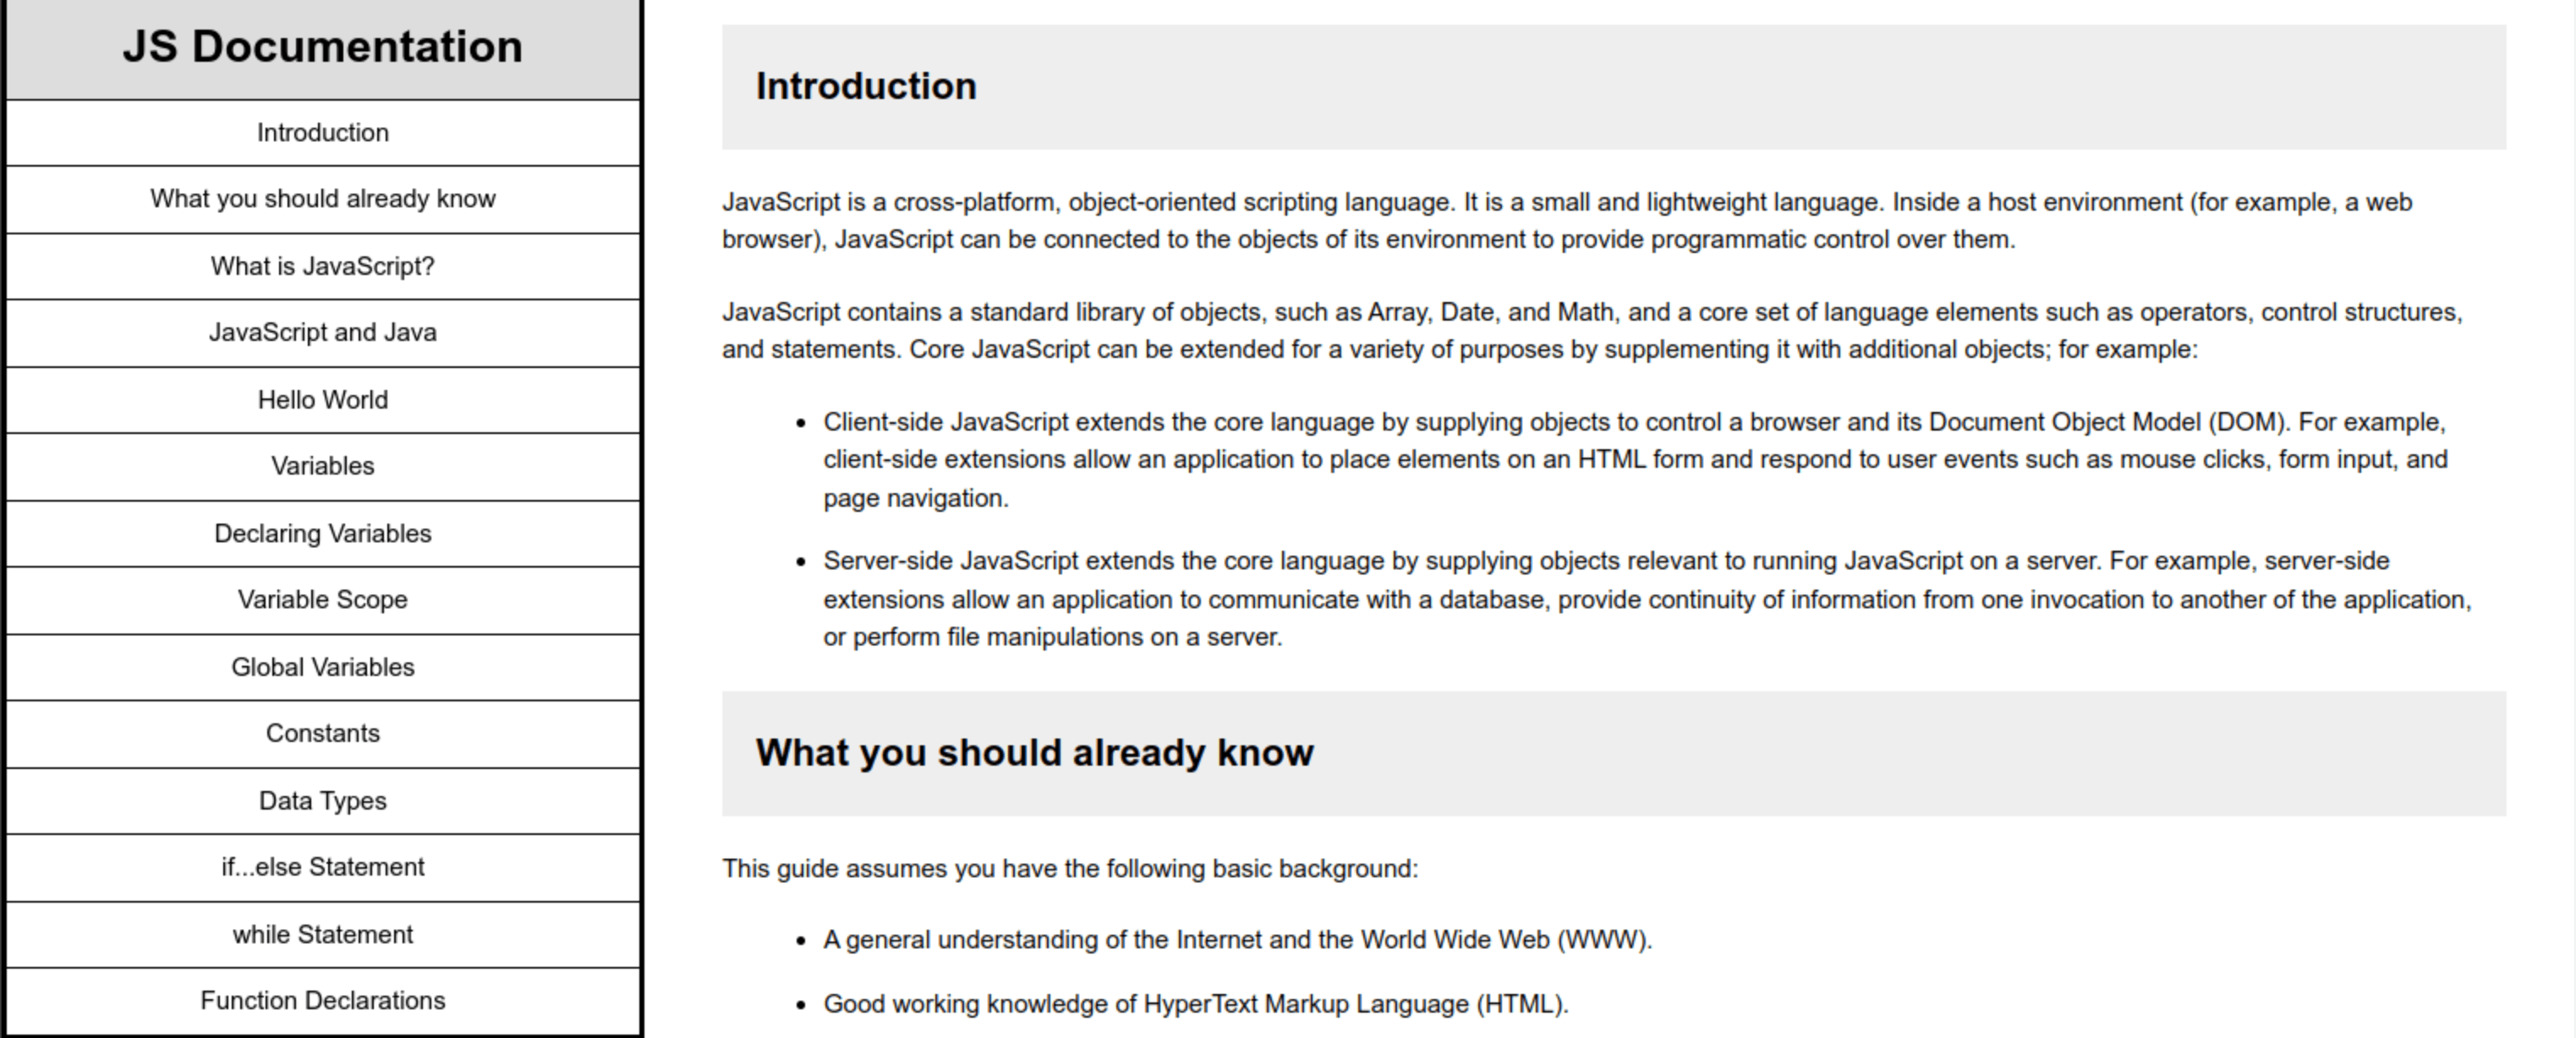 JS Documentation
Introduction
What you should already know
What is JavaScript?
JavaScript and Java
Hello World
Variables
Declaring Variables
Variable Scope
Global Variables
Constants
Data Types
if...else Statement
while Statement
Function Declarations
Introduction
JavaScript is a cross-platform, object-oriented scripting language. It is a small and lightweight language. Inside a host environment (for example, a web
browser), JavaScript can be connected to the objects of its environment to provide programmatic control over them.
JavaScript contains a standard library of objects, such as Array, Date, and Math, and a core set of language elements such as operators, control structures,
and statements. Core JavaScript can be extended for a variety of purposes by supplementing it with additional objects; for example:
• Client-side JavaScript extends the core language by supplying objects to control a browser and its Document Object Model (DOM). For example,
client-side extensions allow an application to place elements on an HTML form and respond to user events such as mouse clicks, form input, and
page navigation.
• Server-side JavaScript extends the core language by supplying objects relevant to running JavaScript on a server. For example, server-side
extensions allow an application to communicate with a database, provide continuity of information from one invocation to another of the application,
or perform file manipulations on a server.
What you should already know
This guide assumes you have the following basic background:
• A general understanding of the Internet and the World Wide Web (WWW).
• Good working knowledge of HyperText Markup Language (HTML).